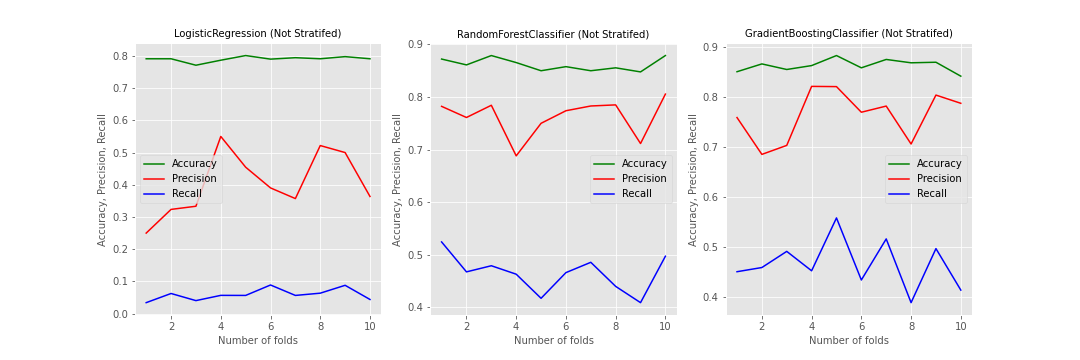 LogisticRegression (Not Stratifed)
0.8
0.7
0.6
0.5
0.4
0.3
0.2
0.1
0.0
Accuracy, Precision, Recall
Accuracy
Precision
Recall
2 4 6 8 10
Number of folds
RandomForestClassifier (Not Stratifed)
0.9
0.8
0.7
0.6
0.5
0.4
Accuracy, Precision, Recall
Accuracy
Precision
Recall
2 4 6 8 10
Number of folds
GradientBoostingClassifier (Not Stratifed)
0.9
0.8
0.7
0.6
0.5
0.4
Accuracy, Precision, Recall
Accuracy
Precision
Recall
2 4 6 8 10
Number of folds